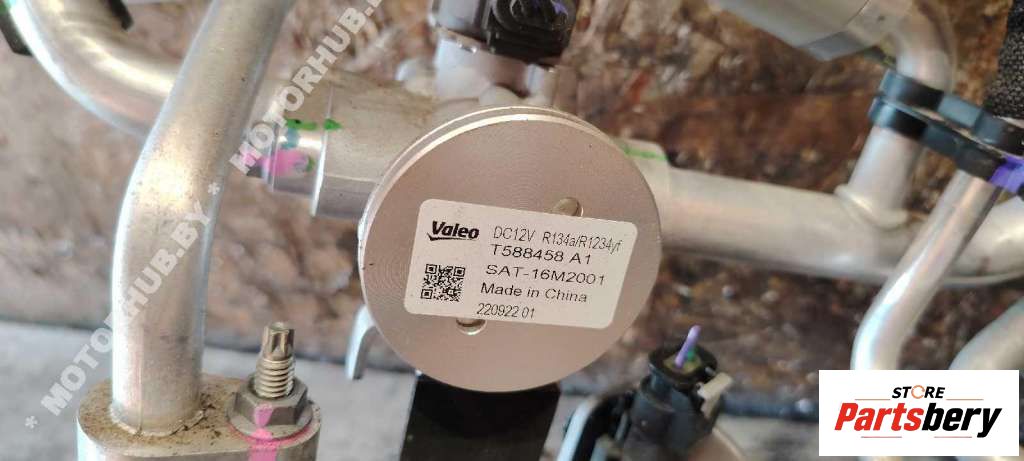 * MOTORHUB.BY * MOTORHUB.BY
Valeo DC12V R134a/R1234yf
T588458 A1
SAT-16M2001
Made in China
220922 01
STORE
Partsbery